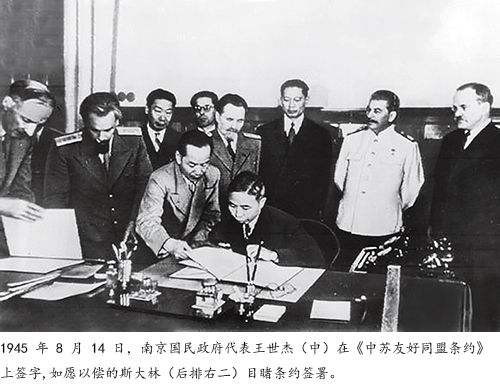 1945 年 8 月 14 日，南京国民政府代表王世杰（中）在《中苏友好同盟条约》
上签字,如愿以偿的斯大林（后排右二）目睹条约签署。